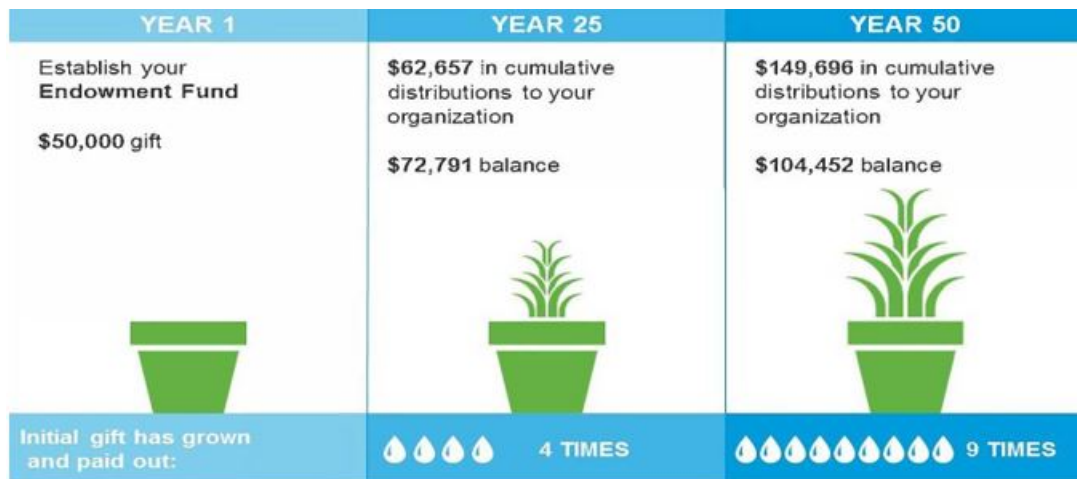 YEAR 1
Establish your
Endowment Fund
$50,000 gift
YEAR 25
$62,657 in cumulative
distributions to your
organization
$72,791 balance
YEAR 50
$149,696 in cumulative
distributions to your
organization
$104,452 balance
Initial gift has grown
and paid out:
4 TIMES
9 TIMES